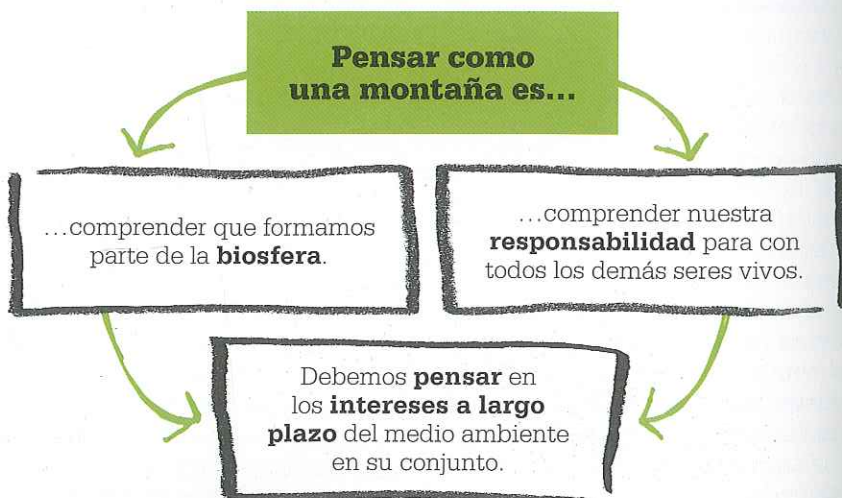 Pensar como
una montaña es...
...comprender que formamos
parte de la biosfera.
...comprender nuestra
responsabilidad para con
todos los demás seres vivos.
Debemos pensar en
los intereses a largo
plazo del medio ambiente
en su conjunto.